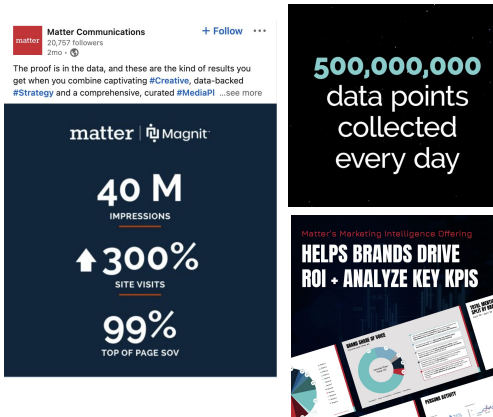 matter
Matter Communications
+ Follow
20,757 followers
2mo •
The proof is in the data, and these are the kind of results you
get when you combine captivating #Creative, data-backed
#Strategy and a comprehensive, curated #MediaPl ...see more
matter | Magnit
40 M
IMPRESSIONS
300%
SITE VISITS
99%
TOP OF PAGE SOV
500,000,000
data points
collected
every day
Matter's Marketing Intelligence Offering
HELPS BRANDS DRIVE
ROI + ANALYZE KEY KPIS
BRAND SHARE OF VOICE
PERSONA ACTIVITY